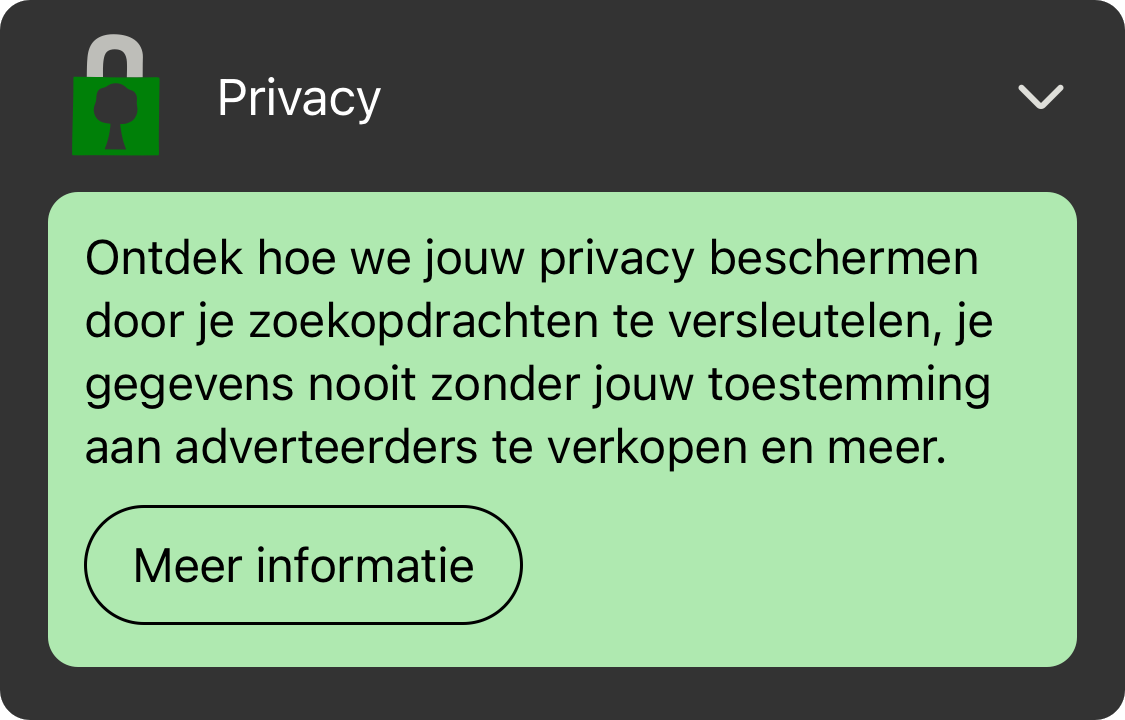 Privacy
Ontdek hoe we jouw privacy beschermen
door je zoekopdrachten te versleutelen, je
gegevens nooit zonder jouw toestemming
aan adverteerders te verkopen en meer.
Meer informatie